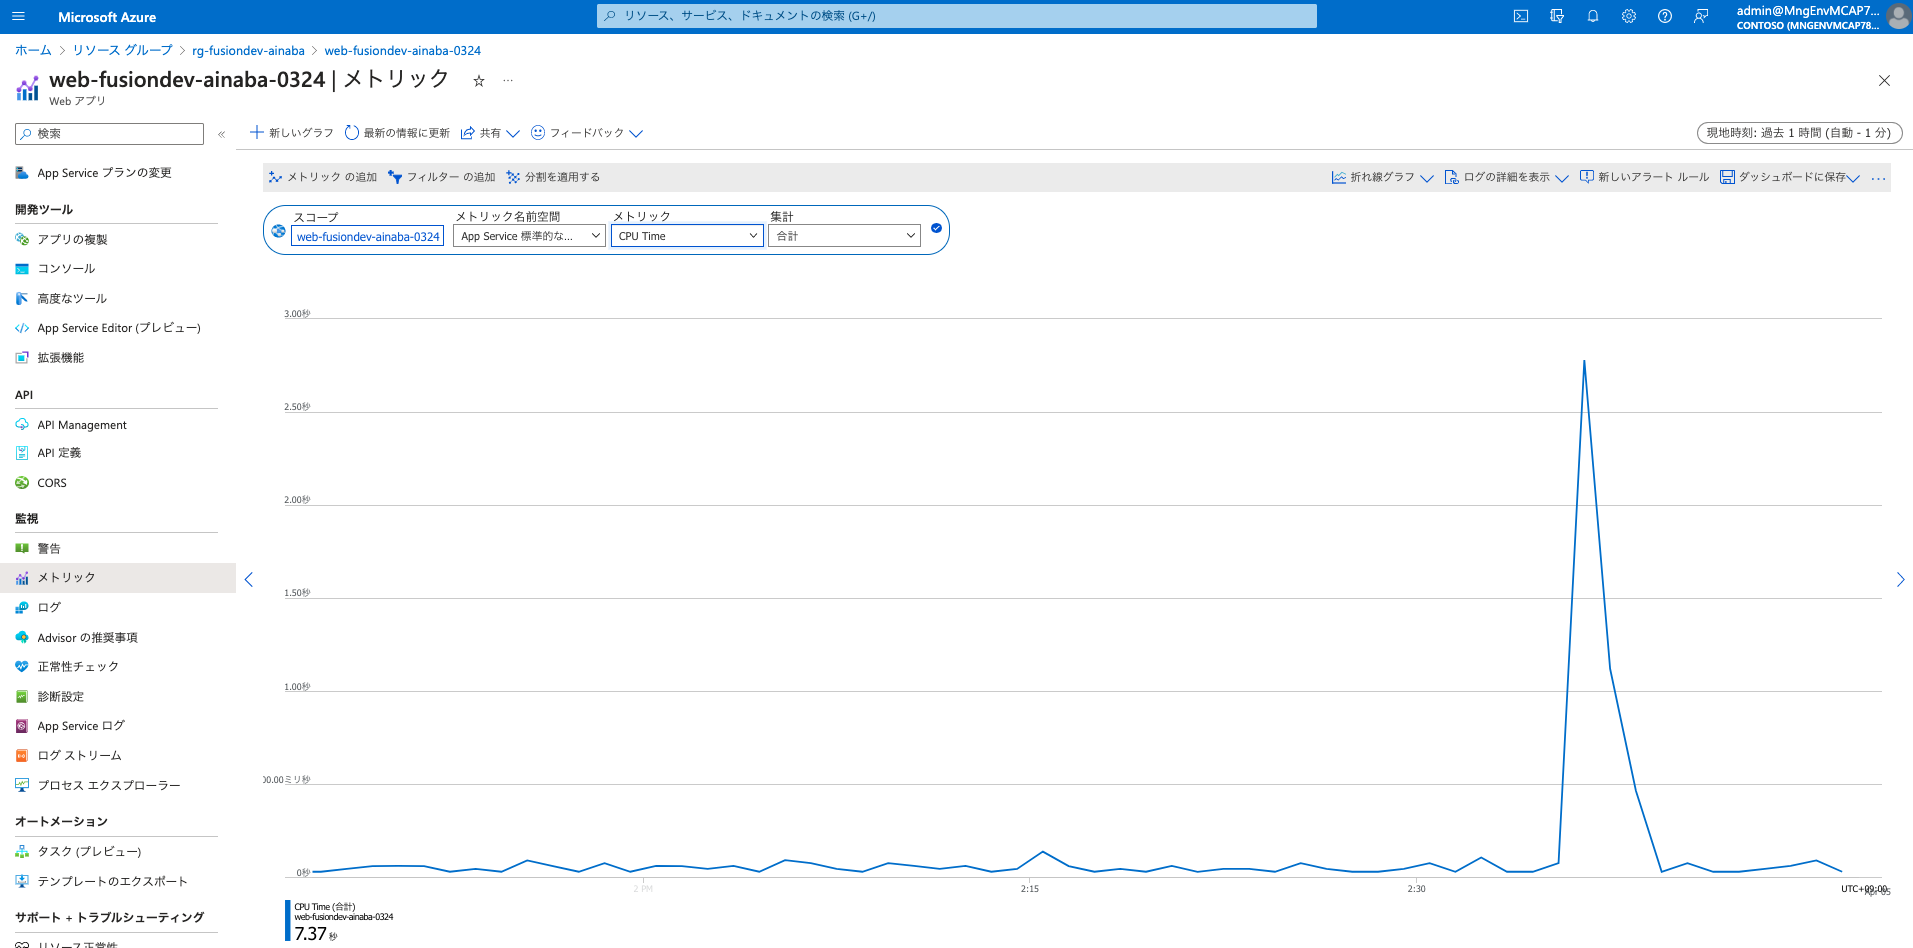 Microsoft Azure
リソース、サービス、ドキュメントの検索 (G+/)
admin@MngEnvMCAP7...
CONTOSO (MNGENVMCAP78...
ホーム > リソース グループ > rg-fusiondev-ainaba > web-fusiondev-ainaba-0324
web-fusiondev-ainaba-0324 | メトリック
Web アプリ
検索
新しいグラフ 最新の情報に更新 共有 フィードバック
現地時刻: 過去 1 時間 (自動 - 1 分)
App Service プランの変更
開発ツール
アプリの複製
コンソール
高度なツール
App Service Editor (プレビュー)
拡張機能
API
API Management
API 定義
CORS
監視
警告
メトリック
ログ
Advisor の推奨事項
正常性チェック
診断設定
App Service ログ
ログ ストリーム
プロセス エクスプローラー
オートメーション
タスク (プレビュー)
テンプレートのエクスポート
サポート + トラブルシューティング
リソース正常性
メトリック の追加 フィルター の追加 分割を適用する
折れ線グラフ ログの詳細を表示 新しいアラート ルール ダッシュボードに保存 ...
スコープ メトリック名前空間 メトリック 集計
web-fusiondev-ainaba-0324 App Service 標準的な... CPU Time 合計
3.00秒
2.50秒
2.00秒
1.50秒
1.00秒
00.00ミリ秒
0秒
2 PM 2:15 2:30 UTC+09:00
CPU Time (合計)
web-fusiondev-ainaba-0324
7.37 秒